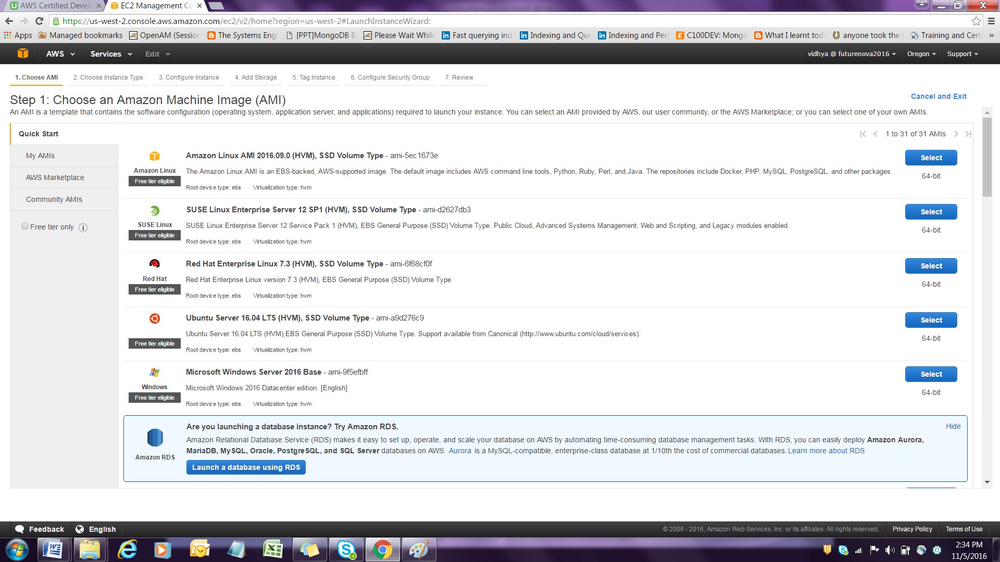 AWS Certified Develo
EC2 Management Co
https://us-west-2.console.aws.amazon.com/ec2/v2/home?region=us-west-2#LaunchInstanceWizard:
Apps Managed bookmarks OpenAM (Session The Systems Engi [PPT]MongoDB B Please Wait While Fast querying ind Indexing and Que Indexing and Perf C100DEV: Mongo What I learnt tod anyone took the Training and Cert »
AWS Services Edit vidhya @ futurenova2016 Oregon Support
1. Choose AMI 2. Choose Instance Type 3. Configure Instance 4. Add Storage 5. Tag Instance 6. Configure Security Group 7. Review
Step 1: Choose an Amazon Machine Image (AMI)
Cancel and Exit
An AMI is a template that contains the software configuration (operating system, application server, and applications) required to launch your instance. You can select an AMI provided by AWS, our user community, or the AWS Marketplace; or you can select one of your own AMIs.
Quick Start
My AMIs
AWS Marketplace
Community AMIs
Free tier only
1 to 31 of 31 AMIs
Amazon Linux
Free tier eligible
Amazon Linux AMI 2016.09.0 (HVM), SSD Volume Type - ami-5ec1673e
The Amazon Linux AMI is an EBS-backed, AWS-supported image. The default image includes AWS command line tools, Python, Ruby, Perl, and Java. The repositories include Docker, PHP, MySQL, PostgreSQL, and other packages.
Root device type: ebs Virtualization type: hvm
Select
64-bit
SUSE Linux
Free tier eligible
SUSE Linux Enterprise Server 12 SP1 (HVM), SSD Volume Type - ami-d2627db3
SUSE Linux Enterprise Server 12 Service Pack 1 (HVM), EBS General Purpose (SSD) Volume Type. Public Cloud, Advanced Systems Management, Web and Scripting, and Legacy modules enabled.
Root device type: ebs Virtualization type: hvm
Select
64-bit
Red Hat
Free tier eligible
Red Hat Enterprise Linux 7.3 (HVM), SSD Volume Type - ami-6f68cf0f
Red Hat Enterprise Linux version 7.3 (HVM), EBS General Purpose (SSD) Volume Type
Root device type: ebs Virtualization type: hvm
Select
64-bit
Free tier eligible
Ubuntu Server 16.04 LTS (HVM), SSD Volume Type - ami-a9d276c9
Ubuntu Server 16.04 LTS (HVM),EBS General Purpose (SSD) Volume Type. Support available from Canonical (http://www.ubuntu.com/cloud/services).
Root device type: ebs Virtualization type: hvm
Select
64-bit
Windows
Free tier eligible
Microsoft Windows Server 2016 Base - ami-9f5efbff
Microsoft Windows 2016 Datacenter edition. [English]
Root device type: ebs Virtualization type: hvm
Select
64-bit
Amazon RDS
Are you launching a database instance? Try Amazon RDS.
Hide
Amazon Relational Database Service (RDS) makes it easy to set up, operate, and scale your database on AWS by automating time-consuming database management tasks. With RDS, you can easily deploy Amazon Aurora,
MariaDB, MySQL, Oracle, PostgreSQL, and SQL Server databases on AWS. Aurora is a MySQL-compatible, enterprise-class database at 1/10th the cost of commercial databases. Learn more about RDS
Launch a database using RDS
Feedback English © 2008 - 2016, Amazon Web Services, Inc. or its affiliates. All rights reserved. Privacy Policy Terms of Use
2:34 PM
11/5/2016